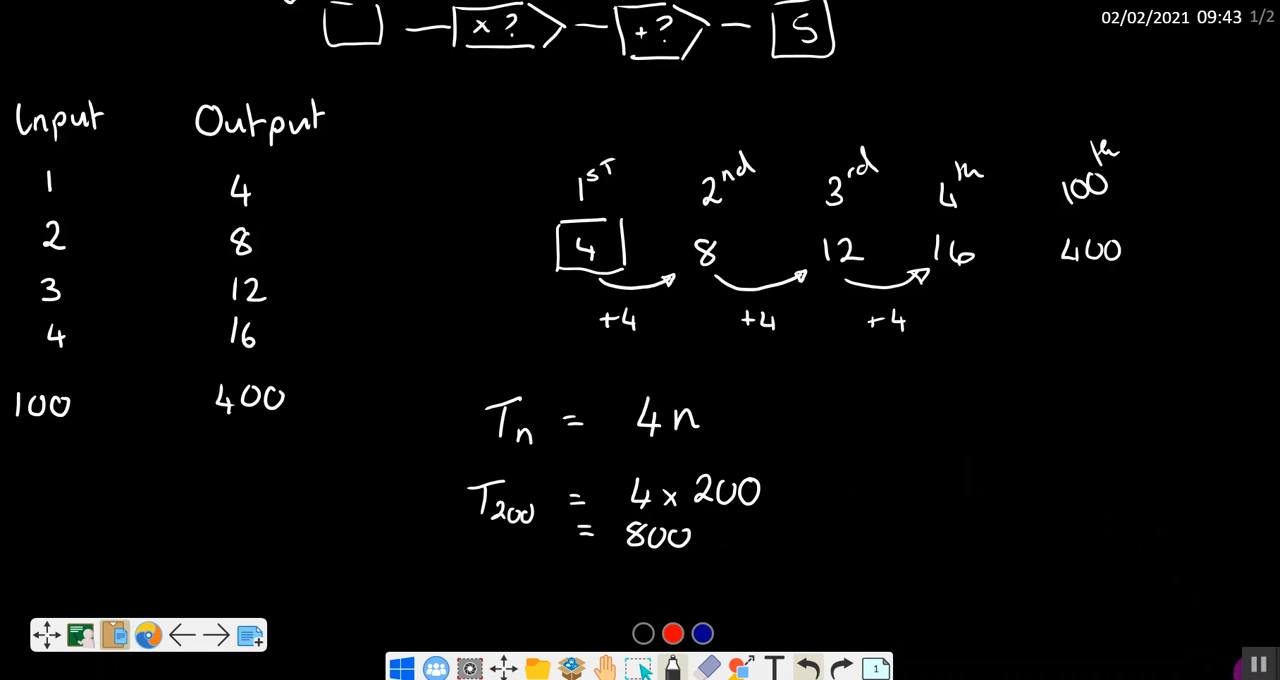 02/02/2021 09:43 1/2
× ? + ? 5
Input Output
1 4
2 8
3 12
4 16
100 400
1ST 2nd 3rd 4th 100th
4 8 12 16 400
+4 +4 +4
Tn = 4n
T200 = 4 × 200
= 800
T 1